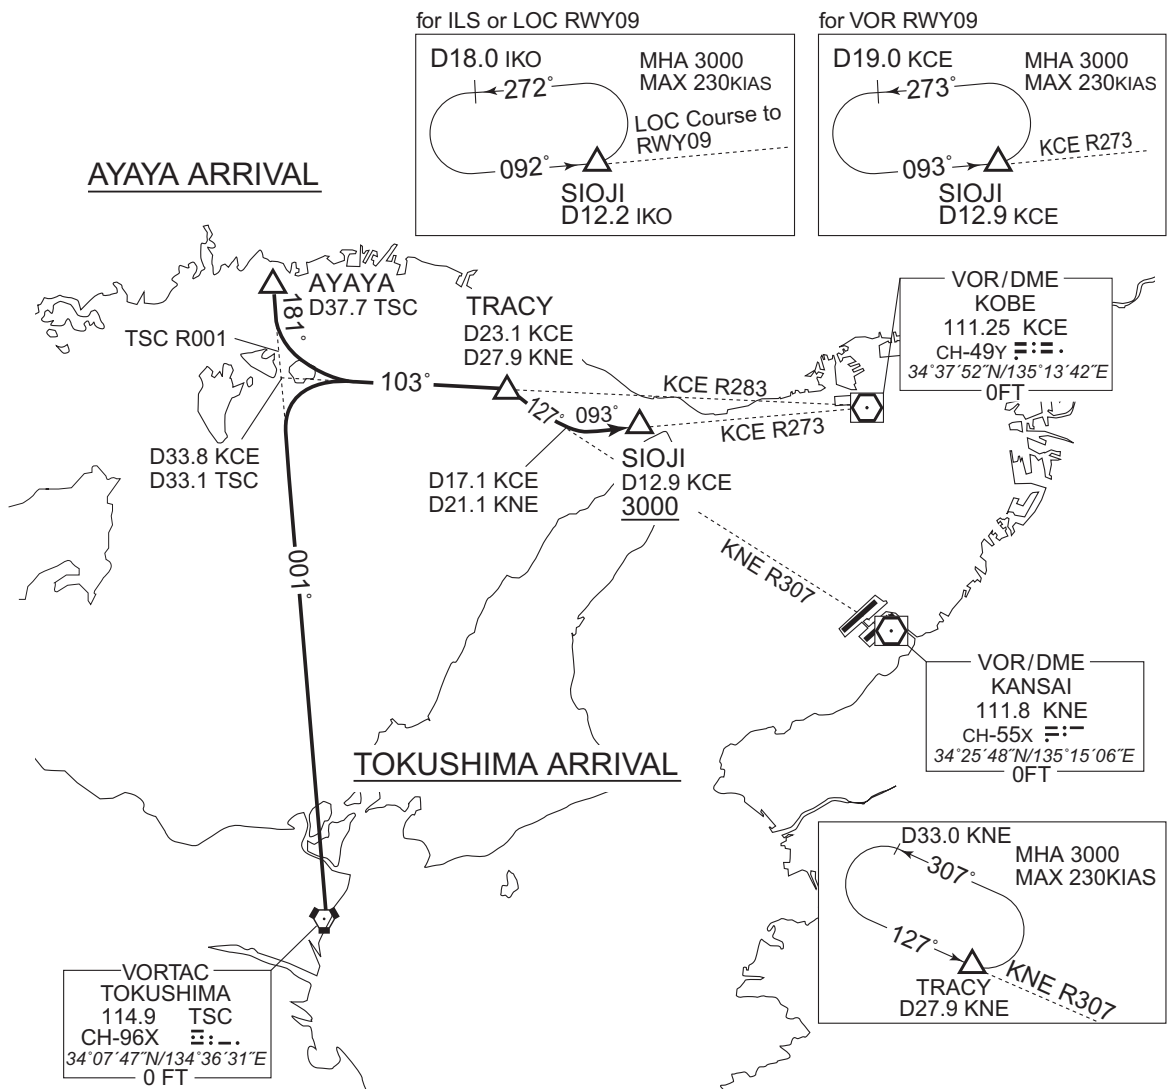 for ILS or LOC RWY09
D18.0 IKO
MHA 3000
MAX 230KIAS
272°
LOC Course to
RWY09
092°
SIOJI
D12.2 IKO
for VOR RWY09
D19.0 KCE
MHA 3000
MAX 230KIAS
273°
KCE R273
093°
SIOJI
D12.9 KCE
AYAYA ARRIVAL
AYAYA
D37.7 TSC
181°
TSC R001
TRACY
D23.1 KCE
D27.9 KNE
103°
KCE R283
127°
093°
KCE R273
D33.8 KCE
D33.1 TSC
D17.1 KCE
D21.1 KNE
SIOJI
D12.9 KCE
3000
VOR/DME
KOBE
111.25 KCE
CH-49Y
34°37´52˝N/135°13´42˝E
0FT
001°
KNE R307
VOR/DME
KANSAI
111.8 KNE
CH-55X
34°25´48˝N/135°15´06˝E
0FT
TOKUSHIMA ARRIVAL
D33.0 KNE
MHA 3000
MAX 230KIAS
307°
127°
TRACY
D27.9 KNE
KNE R307
VORTAC
TOKUSHIMA
114.9 TSC
CH-96X
34°07´47˝N/134°36´31˝E
0 FT